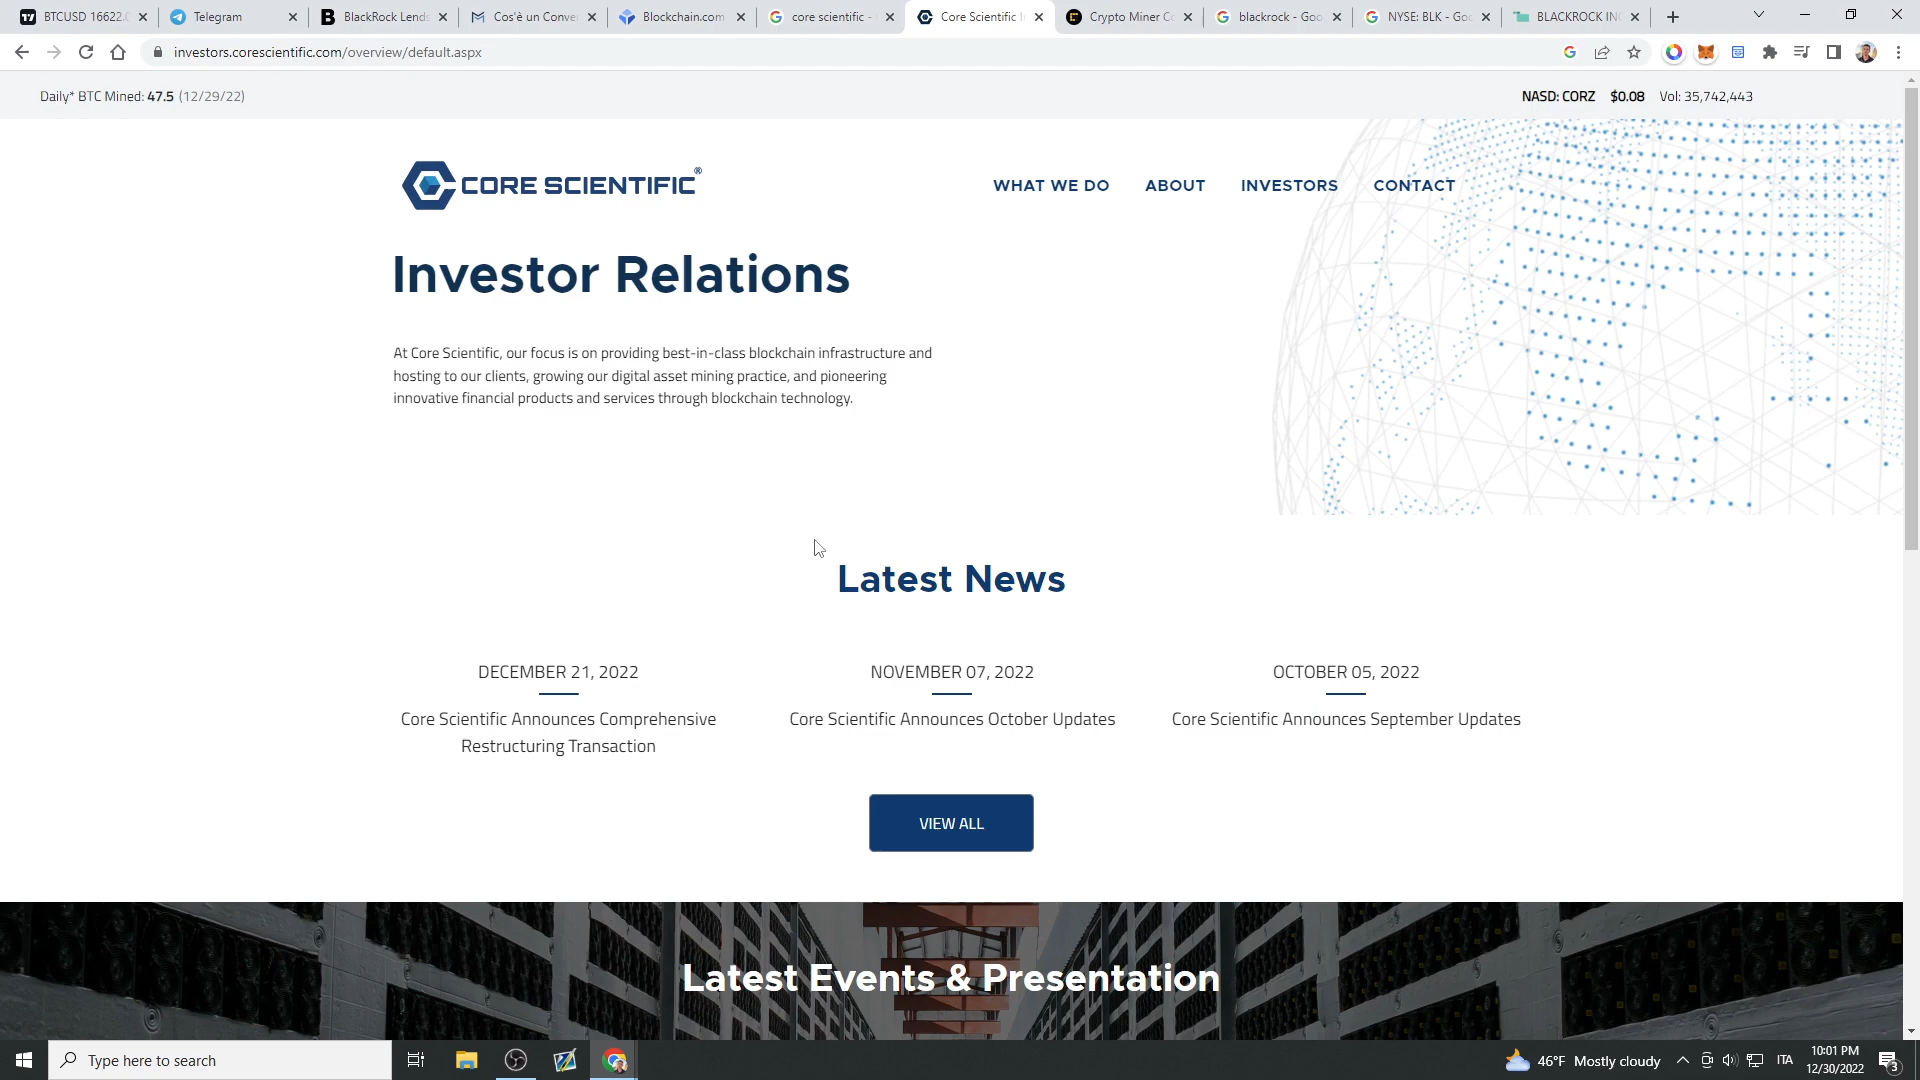 BTCUSD 16622.
Telegram
BlackRock Lends
Cos'è un Conve
Blockchain.com
core scientific -
Core Scientific I
Crypto Miner Co
blackrock - Goo
NYSE: BLK - Goo
BLACKROCK INC
investors.corescientific.com/overview/default.aspx
Daily* BTC Mined: 47.5 (12/29/22)
NASD: CORZ $0.08 Vol: 35,742,443
CORE SCIENTIFIC®
WHAT WE DO
ABOUT
INVESTORS
CONTACT
Investor Relations
At Core Scientific, our focus is on providing best-in-class blockchain infrastructure and
hosting to our clients, growing our digital asset mining practice, and pioneering
innovative financial products and services through blockchain technology.
Latest News
DECEMBER 21, 2022
Core Scientific Announces Comprehensive
Restructuring Transaction
NOVEMBER 07, 2022
Core Scientific Announces October Updates
OCTOBER 05, 2022
Core Scientific Announces September Updates
VIEW ALL
Latest Events & Presentation
Type here to search
46°F Mostly cloudy
ITA
10:01 PM
12/30/2022
3